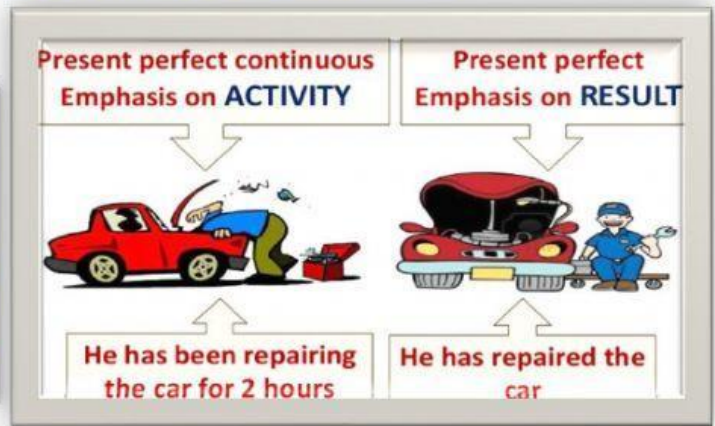 Present perfect continuous
Emphasis on ACTIVITY
Present perfect
Emphasis on RESULT
He has been repairing
the car for 2 hours
He has repaired the
car